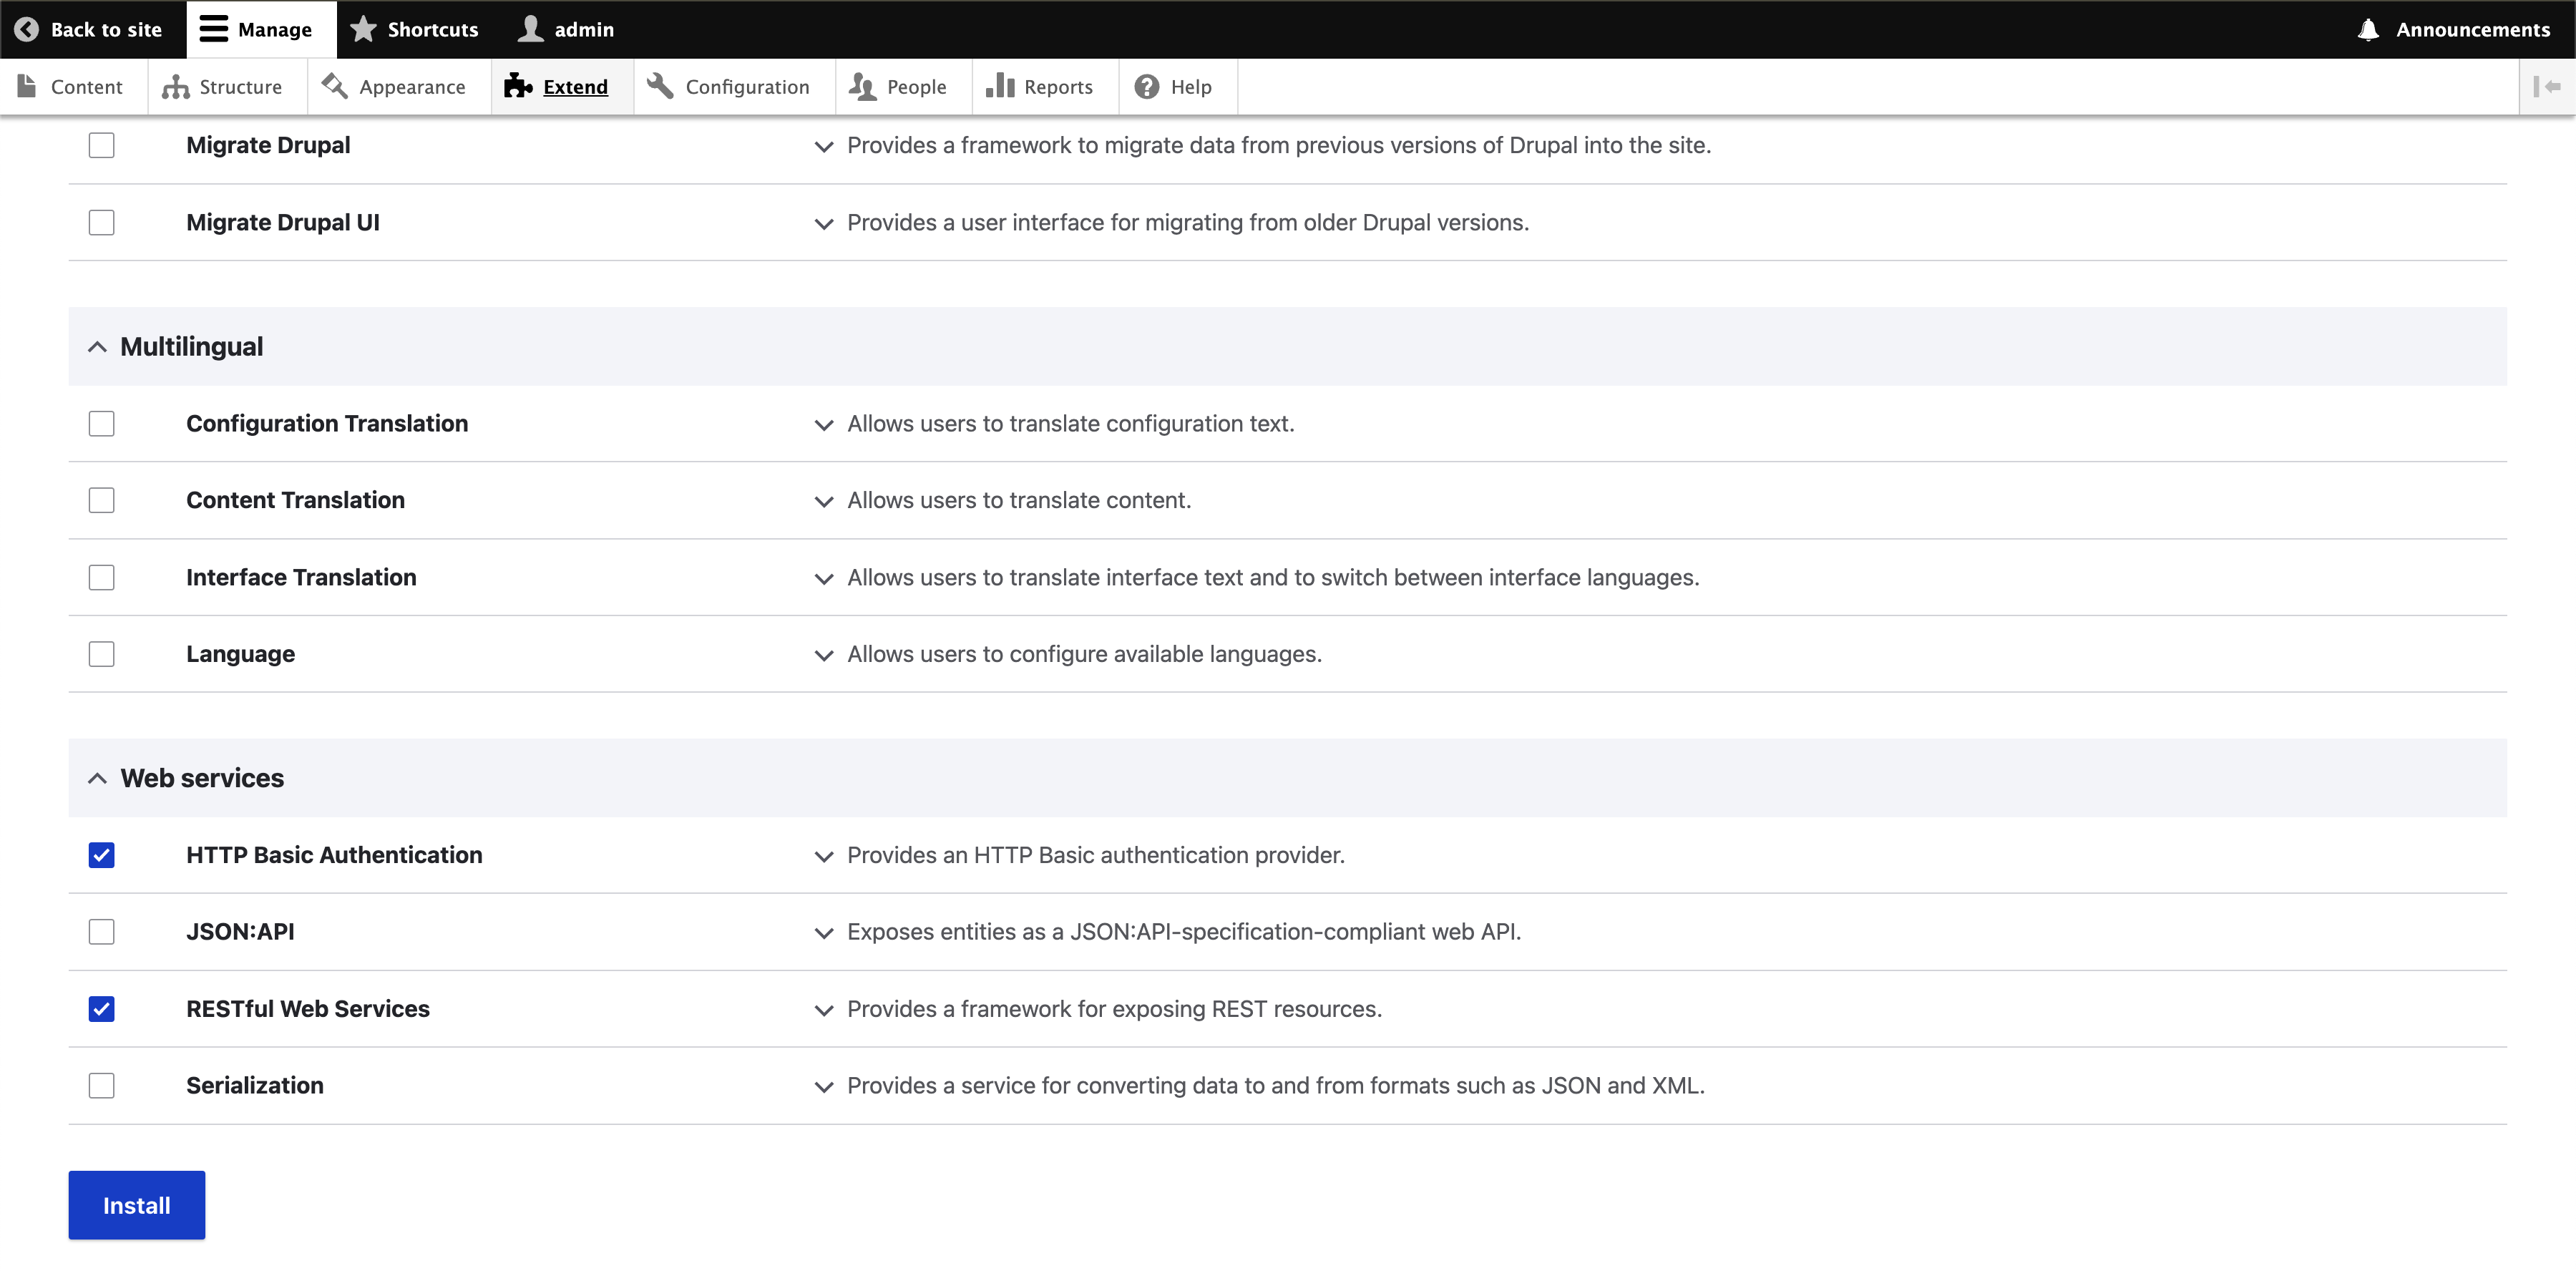 Back to site Manage Shortcuts admin Announcements
Content Structure Appearance Extend Configuration People Reports Help
Migrate Drupal Provides a framework to migrate data from previous versions of Drupal into the site.
Migrate Drupal UI Provides a user interface for migrating from older Drupal versions.
Multilingual
Configuration Translation Allows users to translate configuration text.
Content Translation Allows users to translate content.
Interface Translation Allows users to translate interface text and to switch between interface languages.
Language Allows users to configure available languages.
Web services
HTTP Basic Authentication Provides an HTTP Basic authentication provider.
JSON:API Exposes entities as a JSON:API-specification-compliant web API.
RESTful Web Services Provides a framework for exposing REST resources.
Serialization Provides a service for converting data to and from formats such as JSON and XML.
Install